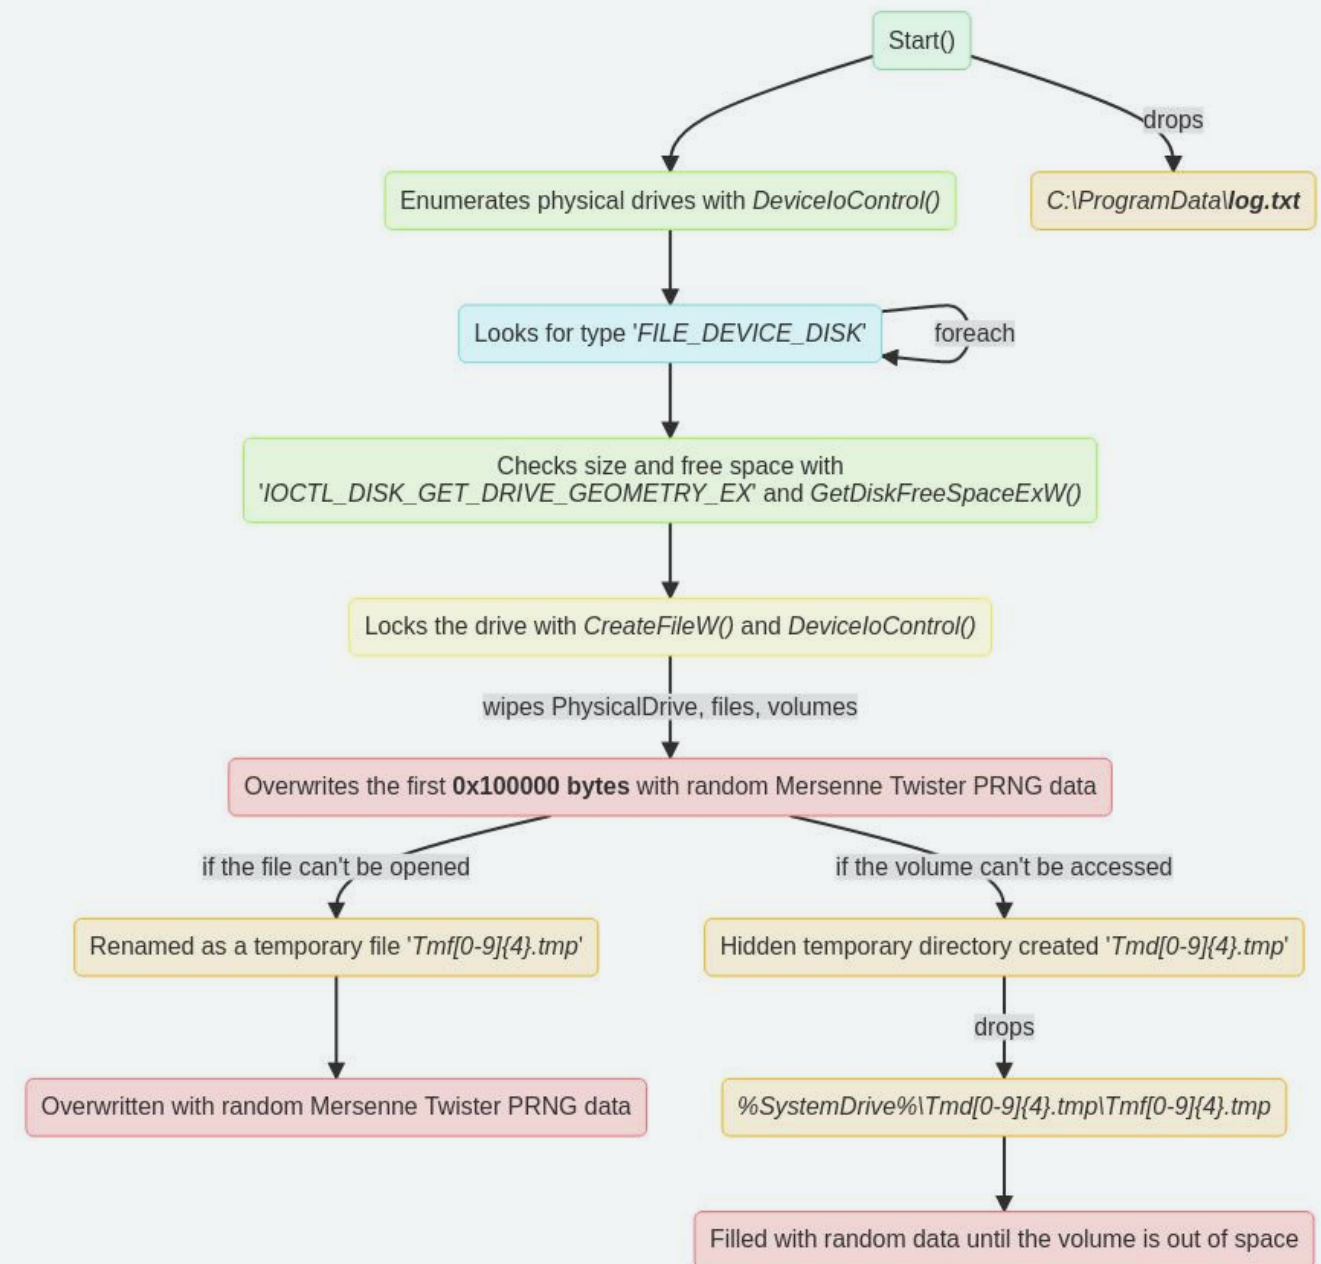 Start()
drops
Enumerates physical drives with DeviceIoControl()
C:\ProgramData\log.txt
Looks for type 'FILE_DEVICE_DISK'
foreach
Checks size and free space with
'IOCTL_DISK_GET_DRIVE_GEOMETRY_EX' and GetDiskFreeSpaceExW()
Locks the drive with CreateFileW() and DeviceIoControl()
wipes PhysicalDrive, files, volumes
Overwrites the first 0x100000 bytes with random Mersenne Twister PRNG data
if the file can't be opened
if the volume can't be accessed
Renamed as a temporary file 'Tmf[0-9]{4}.tmp'
Hidden temporary directory created 'Tmd[0-9]{4}.tmp'
drops
Overwritten with random Mersenne Twister PRNG data
%SystemDrive%\Tmd[0-9]{4}.tmp\Tmf[0-9]{4}.tmp
Filled with random data until the volume is out of space